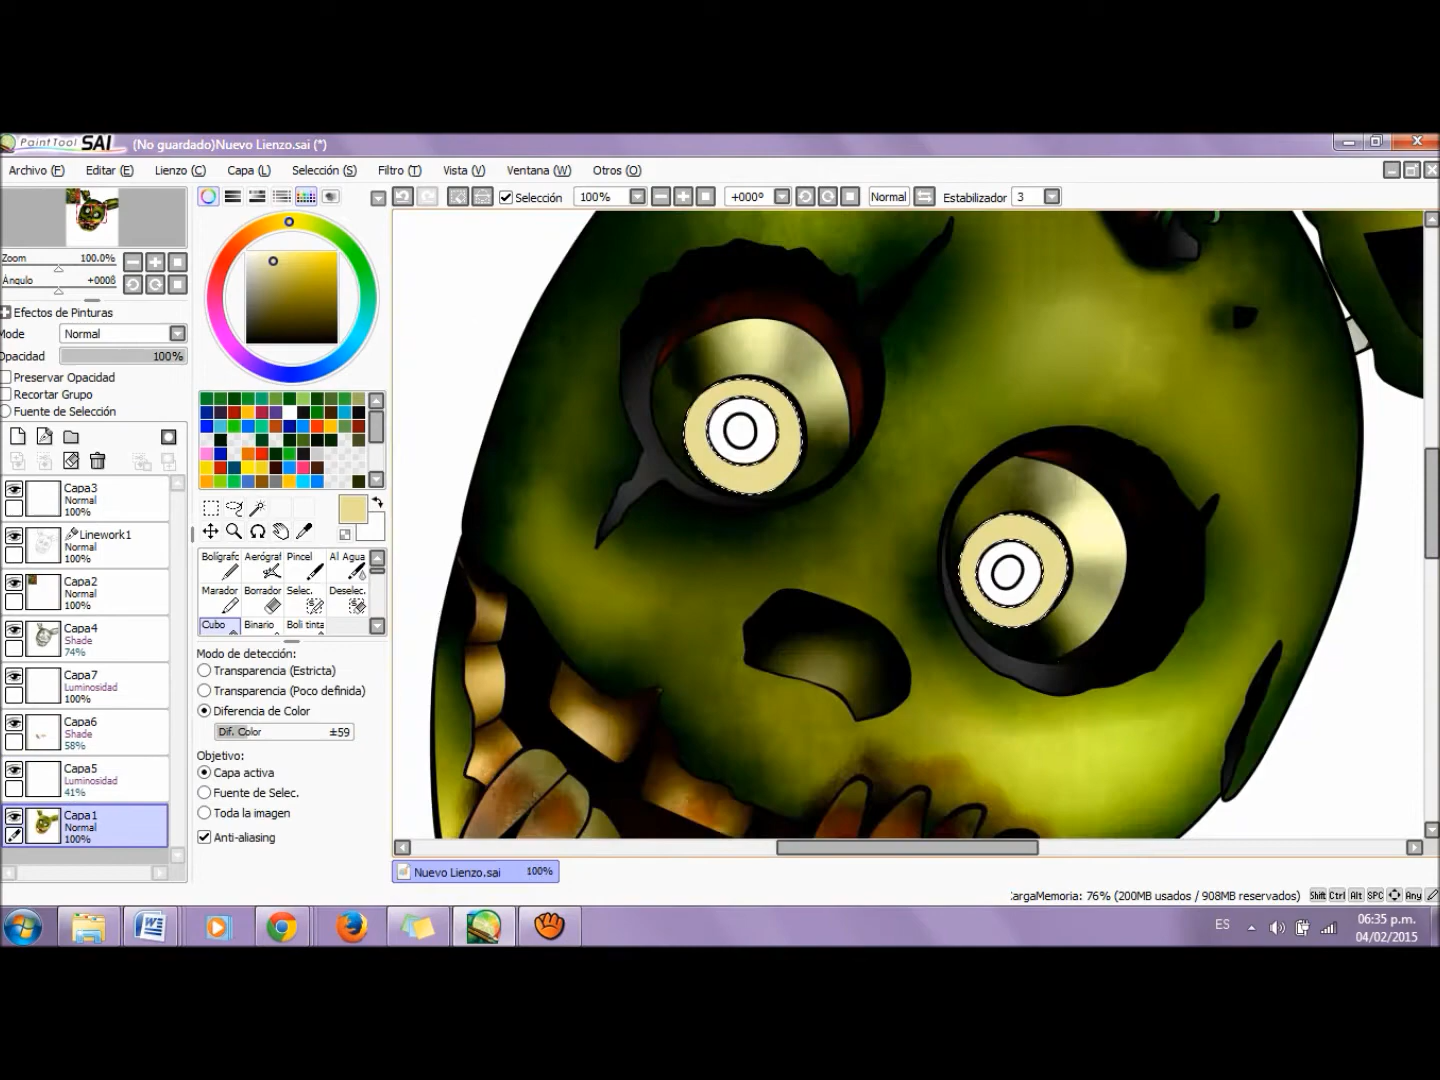 PaintTool SAI (No guardado)Nuevo Lienzo.sai (*)
Archivo (F) Editar (E) Lienzo (C) Capa (L) Selección (S) Filtro (T) Vista (V) Ventana (W) Otros (O)
Selección 100% +000º Normal Estabilizador 3
Zoom 100.0%
Ángulo +000ß
Efectos de Pinturas
Mode Normal
Opacidad 100%
Preservar Opacidad
Recortar Grupo
Fuente de Selección
Capa3
Normal
100%
Linework1
Normal
100%
Capa2
Normal
100%
Capa4
Shade
74%
Capa7
Luminosidad
100%
Capa6
Shade
58%
Capa5
Luminosidad
41%
Capa1
Normal
100%
Bolígrafc Aerógraf Pincel Al Agua
Marador Borrador Selec. Deselec.
Cubo Binario Boli tinta
Modo de detección:
Transparencia (Estricta)
Transparencia (Poco definida)
Diferencia de Color
Dif. Color ±59
Objetivo:
Capa activa
Fuente de Selec.
Toda la imagen
Anti-aliasing
Nuevo Lienzo.sai 100%
CargaMemoria: 76% (200MB usados / 908MB reservados) Shift Ctrl Alt SPC Any
ES 06:35 p.m.
04/02/2015